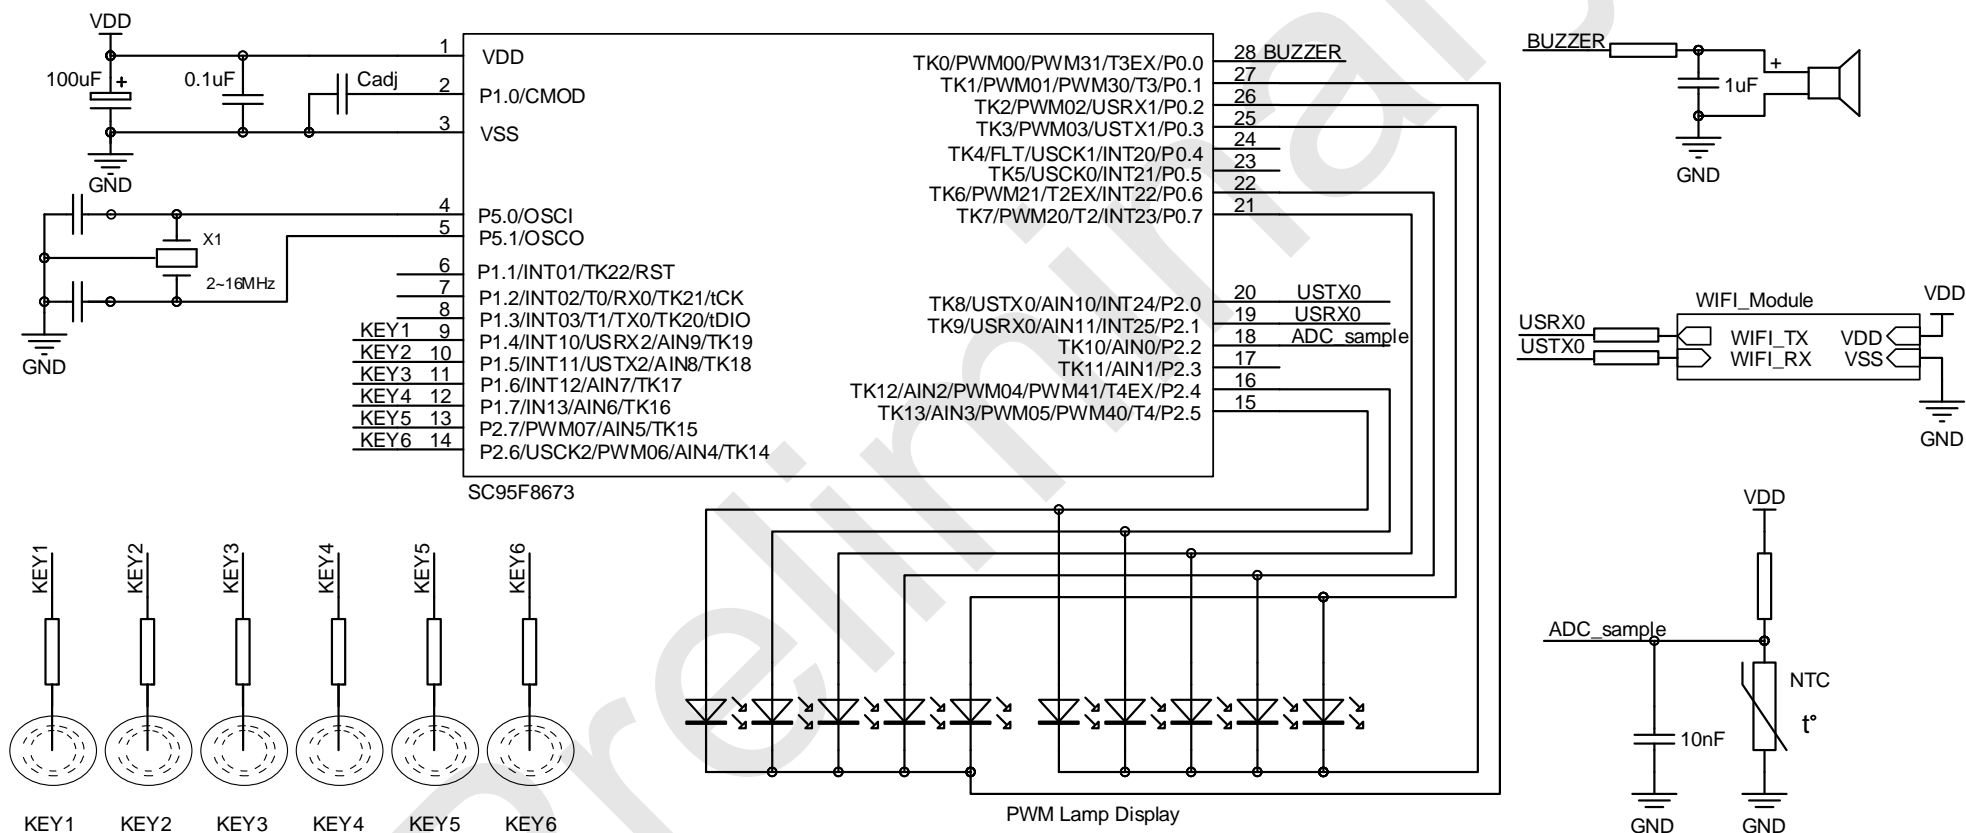 VDD
100uF
+
0.1uF
Cadj
GND
X1
2~16MHz
GND
1 VDD
2 P1.0/CMOD
3 VSS
4 P5.0/OSCI
5 P5.1/OSCO
6 P1.1/INT01/TK22/RST
7 P1.2/INT02/T0/RX0/TK21/tCK
8 P1.3/INT03/T1/TX0/TK20/tDIO
KEY1 9 P1.4/INT10/USRX2/AIN9/TK19
KEY2 10 P1.5/INT11/USTX2/AIN8/TK18
KEY3 11 P1.6/INT12/AIN7/TK17
KEY4 12 P1.7/IN13/AIN6/TK16
KEY5 13 P2.7/PWM07/AIN5/TK15
KEY6 14 P2.6/USCK2/PWM06/AIN4/TK14
SC95F8673
TK0/PWM00/PWM31/T3EX/P0.0 28 BUZZER
TK1/PWM01/PWM30/T3/P0.1 27
TK2/PWM02/USRX1/P0.2 26
TK3/PWM03/USTX1/P0.3 25
TK4/FLT/USCK1/INT20/P0.4 24
TK5/USCK0/INT21/P0.5 23
TK6/PWM21/T2EX/INT22/P0.6 22
TK7/PWM20/T2/INT23/P0.7 21
TK8/USTX0/AIN10/INT24/P2.0 20 USTX0
TK9/USRX0/AIN11/INT25/P2.1 19 USRX0
TK10/AIN0/P2.2 18 ADC_sample
TK11/AIN1/P2.3 17
TK12/AIN2/PWM04/PWM41/T4EX/P2.4 16
TK13/AIN3/PWM05/PWM40/T4/P2.5 15
BUZZER
+
1uF
GND
WIFI_Module
VDD
USRX0 WIFI_TX VDD
USTX0 WIFI_RX VSS
GND
VDD
ADC_sample
NTC
t°
10nF
GND GND
KEY1 KEY2 KEY3 KEY4 KEY5 KEY6
KEY1 KEY2 KEY3 KEY4 KEY5 KEY6
PWM Lamp Display
Preliminary